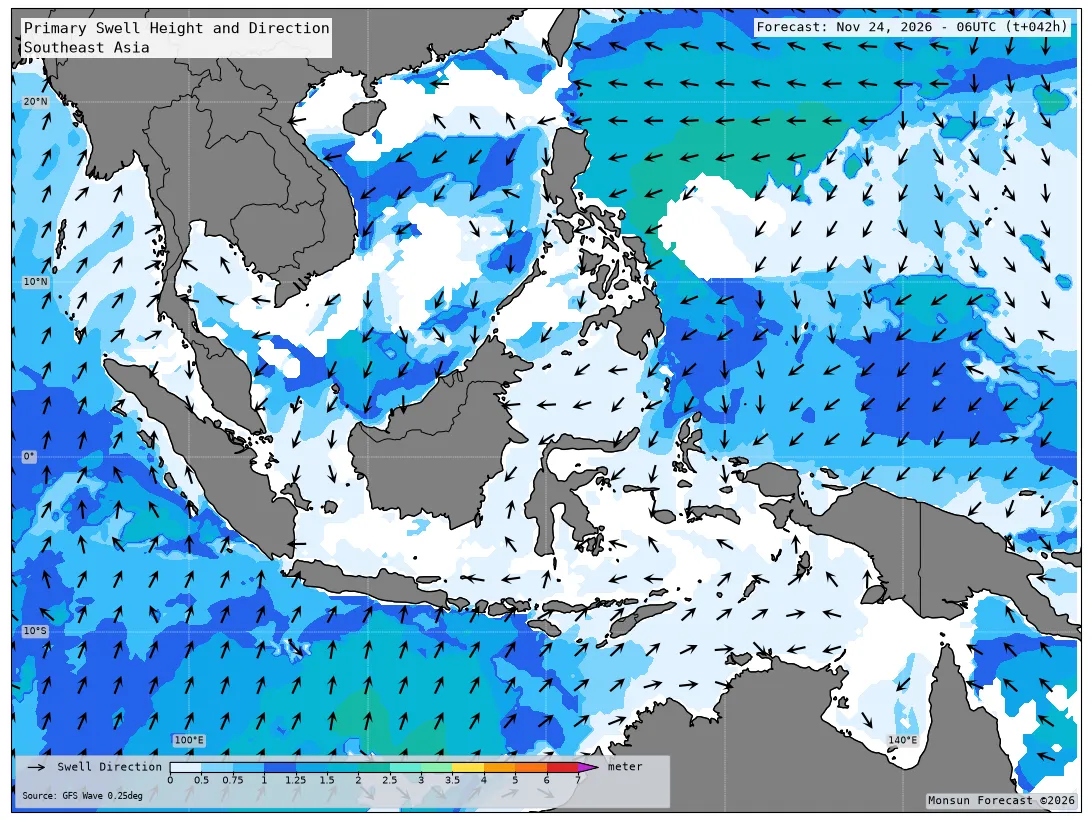 Primary Swell Height and Direction
Southeast Asia
Forecast: Nov 24, 2026 - 06UTC (t+042h)
20°N
10°N
0°
10°S
100°E
140°E
Swell Direction
0 0.5 0.75 1 1.25 1.5 2 2.5 3 3.5 4 5 6 7
meter
Source: GFS Wave 0.25deg
Monsun Forecast ©2026